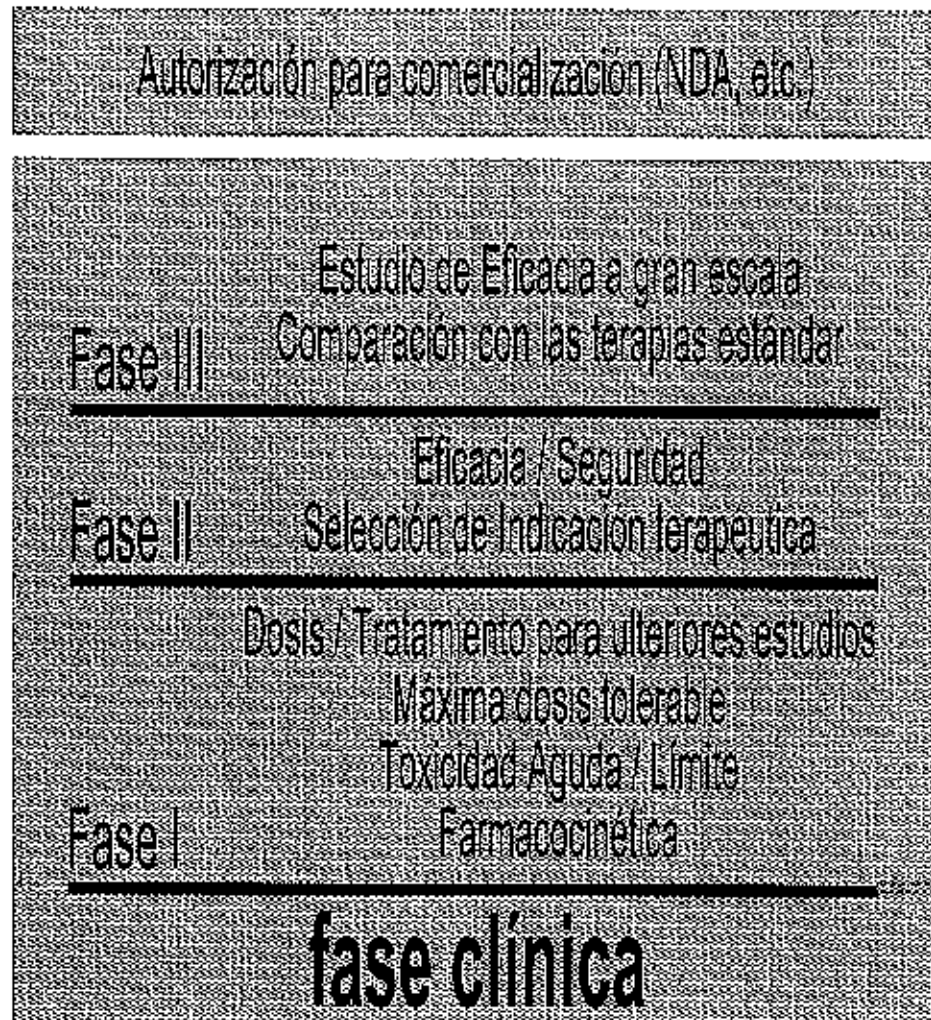 Autorización para comercialización (NDA, etc.)
Estudio de Eficacia a gran escala
Comparación con las terapias estándar
Fase III
Eficacia / Seguridad
Selección de Indicación terapéutica
Fase II
Dosis / Tratamiento para ulteriores estudios
Máxima dosis tolerable
Toxicidad Aguda / Límite
Farmacocinética
Fase I
fase clínica